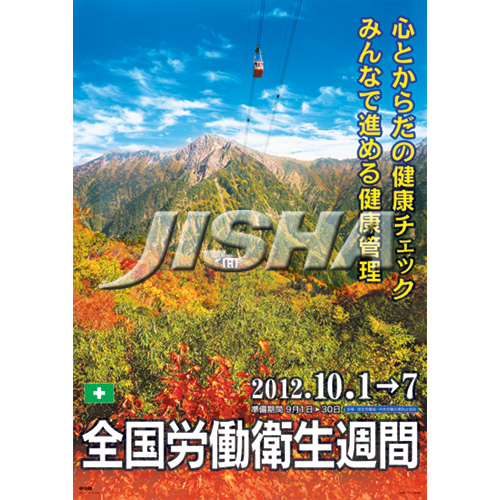 心とからだの健康チェック
みんなで進める健康管理
JISHA
2012.10.1→7
準備期間 9月1日▶30日
全国労働衛生週間